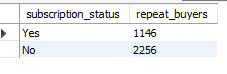 subscription_status repeat_buyers
Yes 1146
No 2256